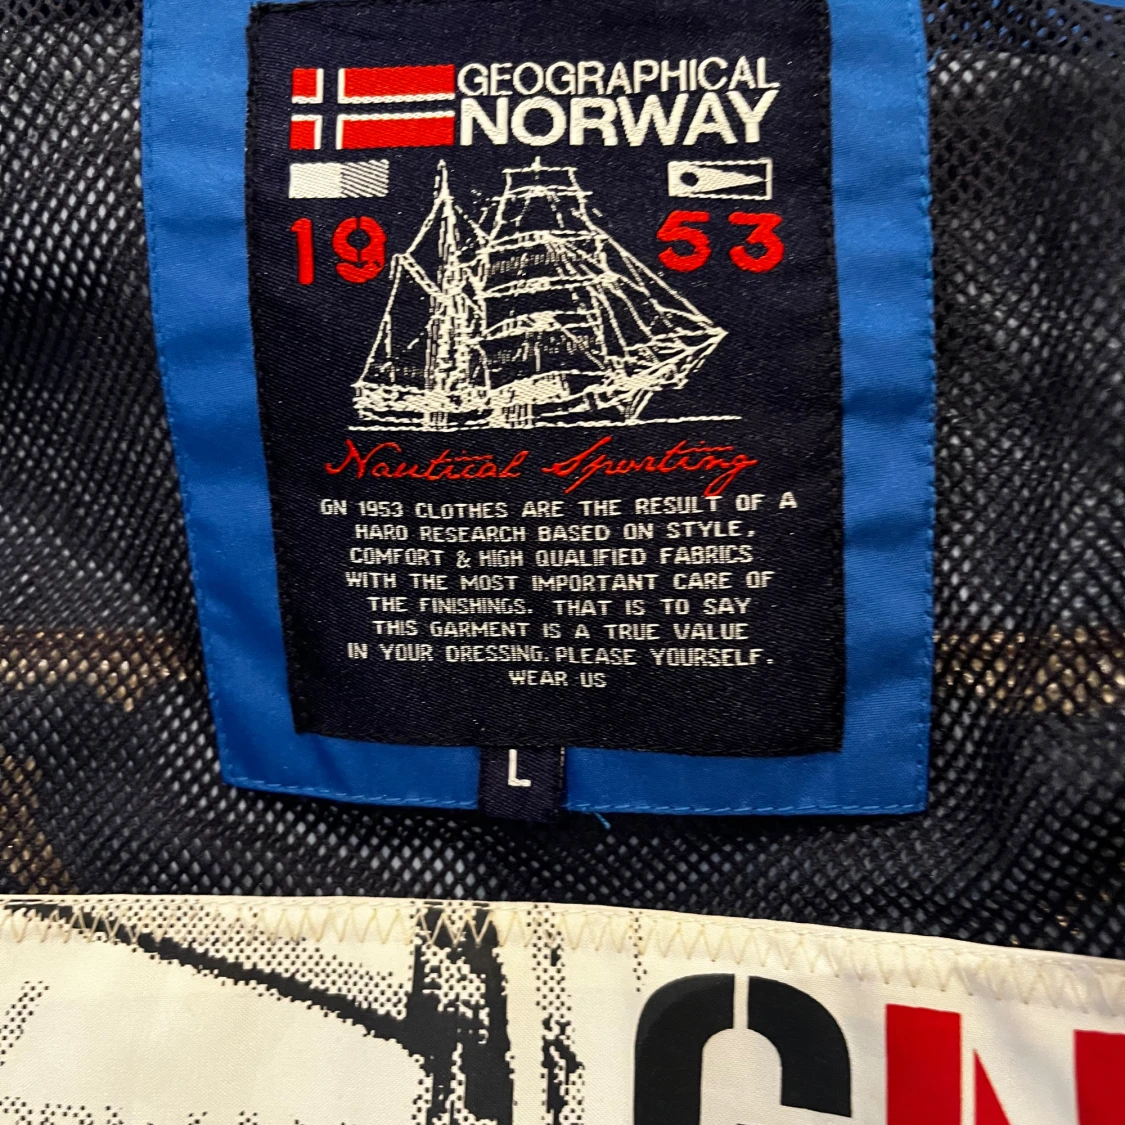 GEOGRAPHICAL
NORWAY
19 53
Nautical Sporting
GN 1953 CLOTHES ARE THE RESULT OF A
HARD RESEARCH BASED ON STYLE,
COMFORT & HIGH QUALIFIED FABRICS
WITH THE MOST IMPORTANT CARE OF
THE FINISHINGS. THAT IS TO SAY
THIS GARMENT IS A TRUE VALUE
IN YOUR DRESSING. PLEASE YOURSELF.
WEAR US
L
GN